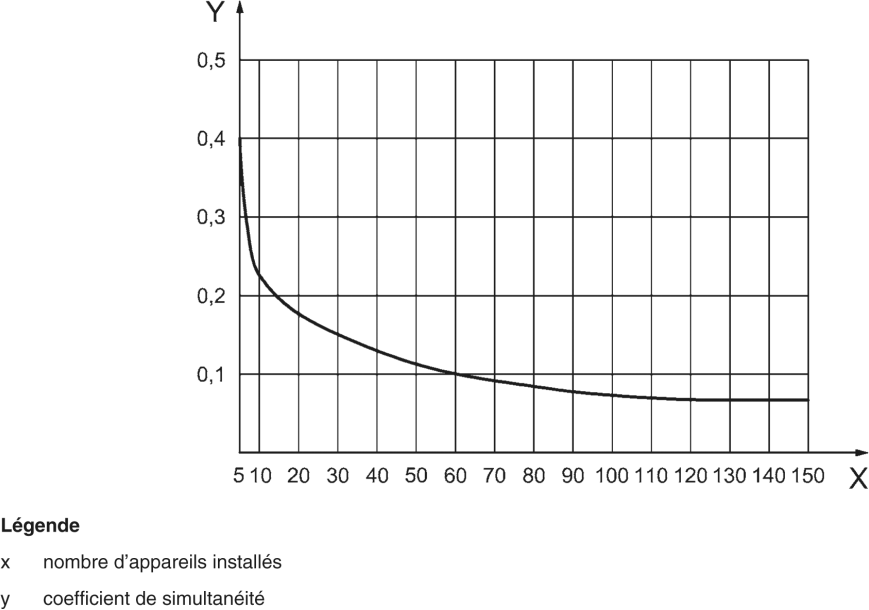 Y
0,5
0,4
0,3
0,2
0,1
5 10 20 30 40 50 60 70 80 90 100 110 120 130 140 150 X
Légende
x nombre d'appareils installés
y coefficient de simultanéité